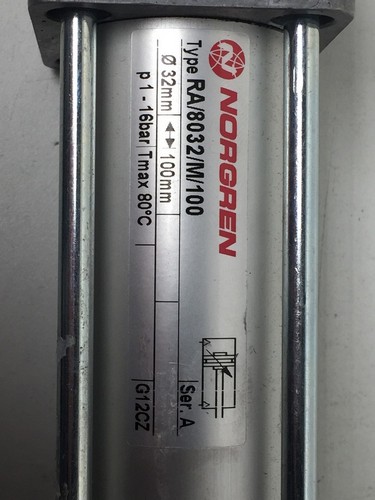 NORGREN
Type RA/8032/M/100 Ser. A
Ø 32mm ◄► 100mm
p 1 - 16bar Tmax 80°C G12CZ